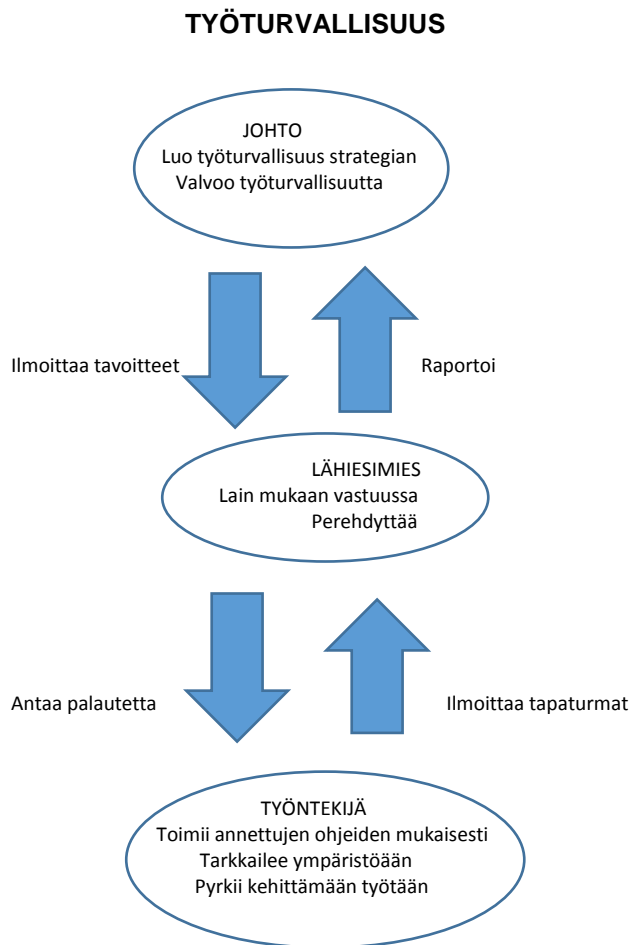 TYÖTURVALLISUUS
JOHTO
Luo työturvallisuus strategian
Valvoo työturvallisuutta
Ilmoittaa tavoitteet
Raportoi
LÄHIESIMIES
Lain mukaan vastuussa
Perehdyttää
Antaa palautetta
Ilmoittaa tapaturmat
TYÖNTEKIJÄ
Toimii annettujen ohjeiden mukaisesti
Tarkkailee ympäristöään
Pyrkii kehittämään työtään